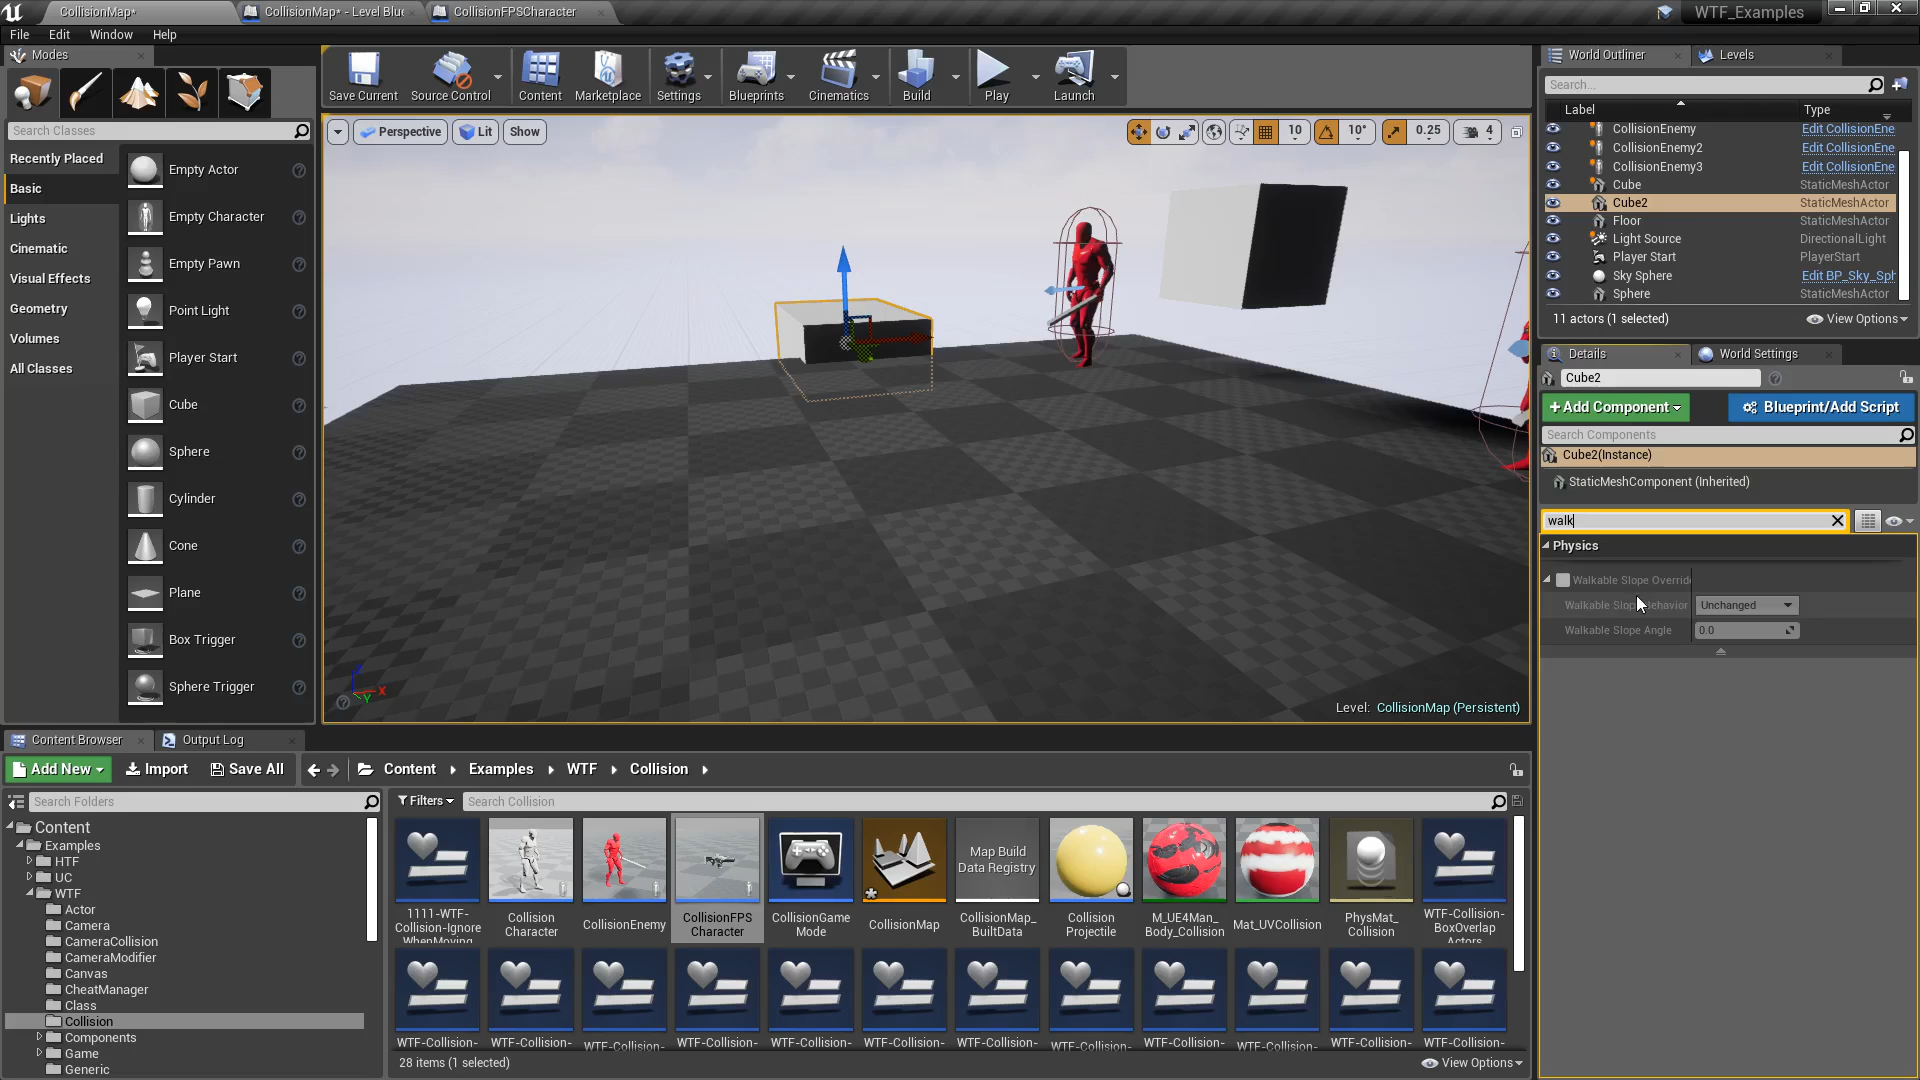 CollisionMap*
CollisionMap* - Level Blue
CollisionFPSCharacter
WTF_Examples
File
Edit
Window
Help
Modes
Save Current
Source Control
Content
Marketplace
Settings
Blueprints
Cinematics
Build
Play
Launch
Search Classes
Recently Placed
Basic
Lights
Cinematic
Visual Effects
Geometry
Volumes
All Classes
Empty Actor
Empty Character
Empty Pawn
Point Light
Player Start
Cube
Sphere
Cylinder
Cone
Plane
Box Trigger
Sphere Trigger
Perspective
Lit
Show
10
10°
0.25
4
X
Y
Level: CollisionMap (Persistent)
World Outliner
Levels
Search...
Label
Type
CollisionEnemy
Edit CollisionEne
CollisionEnemy2
Edit CollisionEne
CollisionEnemy3
Edit CollisionEne
Cube
StaticMeshActor
Cube2
StaticMeshActor
Floor
StaticMeshActor
Light Source
DirectionalLight
Player Start
PlayerStart
Sky Sphere
Edit BP_Sky_Sph
Sphere
StaticMeshActor
11 actors (1 selected)
View Options
Details
World Settings
Cube2
+Add Component
Blueprint/Add Script
Search Components
Cube2(Instance)
StaticMeshComponent (Inherited)
walk
Physics
Walkable Slope Overrid
Walkable
Unchanged
Walkable Slope Angle
0.0
Content Browser
Output Log
Add New
Import
Save All
Content
Examples
WTF
Collision
Search Folders
Filters
Search Collision
Content
Examples
HTF
UC
WTF
Actor
Camera
CameraCollision
CameraModifier
Canvas
CheatManager
Class
Collision
Components
Game
Generic
1111-WTF-
Collision-Ignore
WhenMoving
Collision
Character
CollisionEnemy
CollisionFPS
Character
CollisionGame
Mode
CollisionMap
Map Build
Data Registry
CollisionMap_
BuiltData
Collision
Projectile
M_UE4Man_
Body_Collision
Mat_UVCollision
PhysMat_
Collision
WTF-Collision-
BoxOverlap
Actors
WTF-Collision-
WTF-Collision-
WTF-Collision-
WTF-Collision-
WTF-Collision-
WTF-Collision-
WTF-Collision-
WTF-Collision-
WTF-Collision-
WTF-Collision-
WTF-Collision-
WTF-Collision-
28 items (1 selected)
View Options